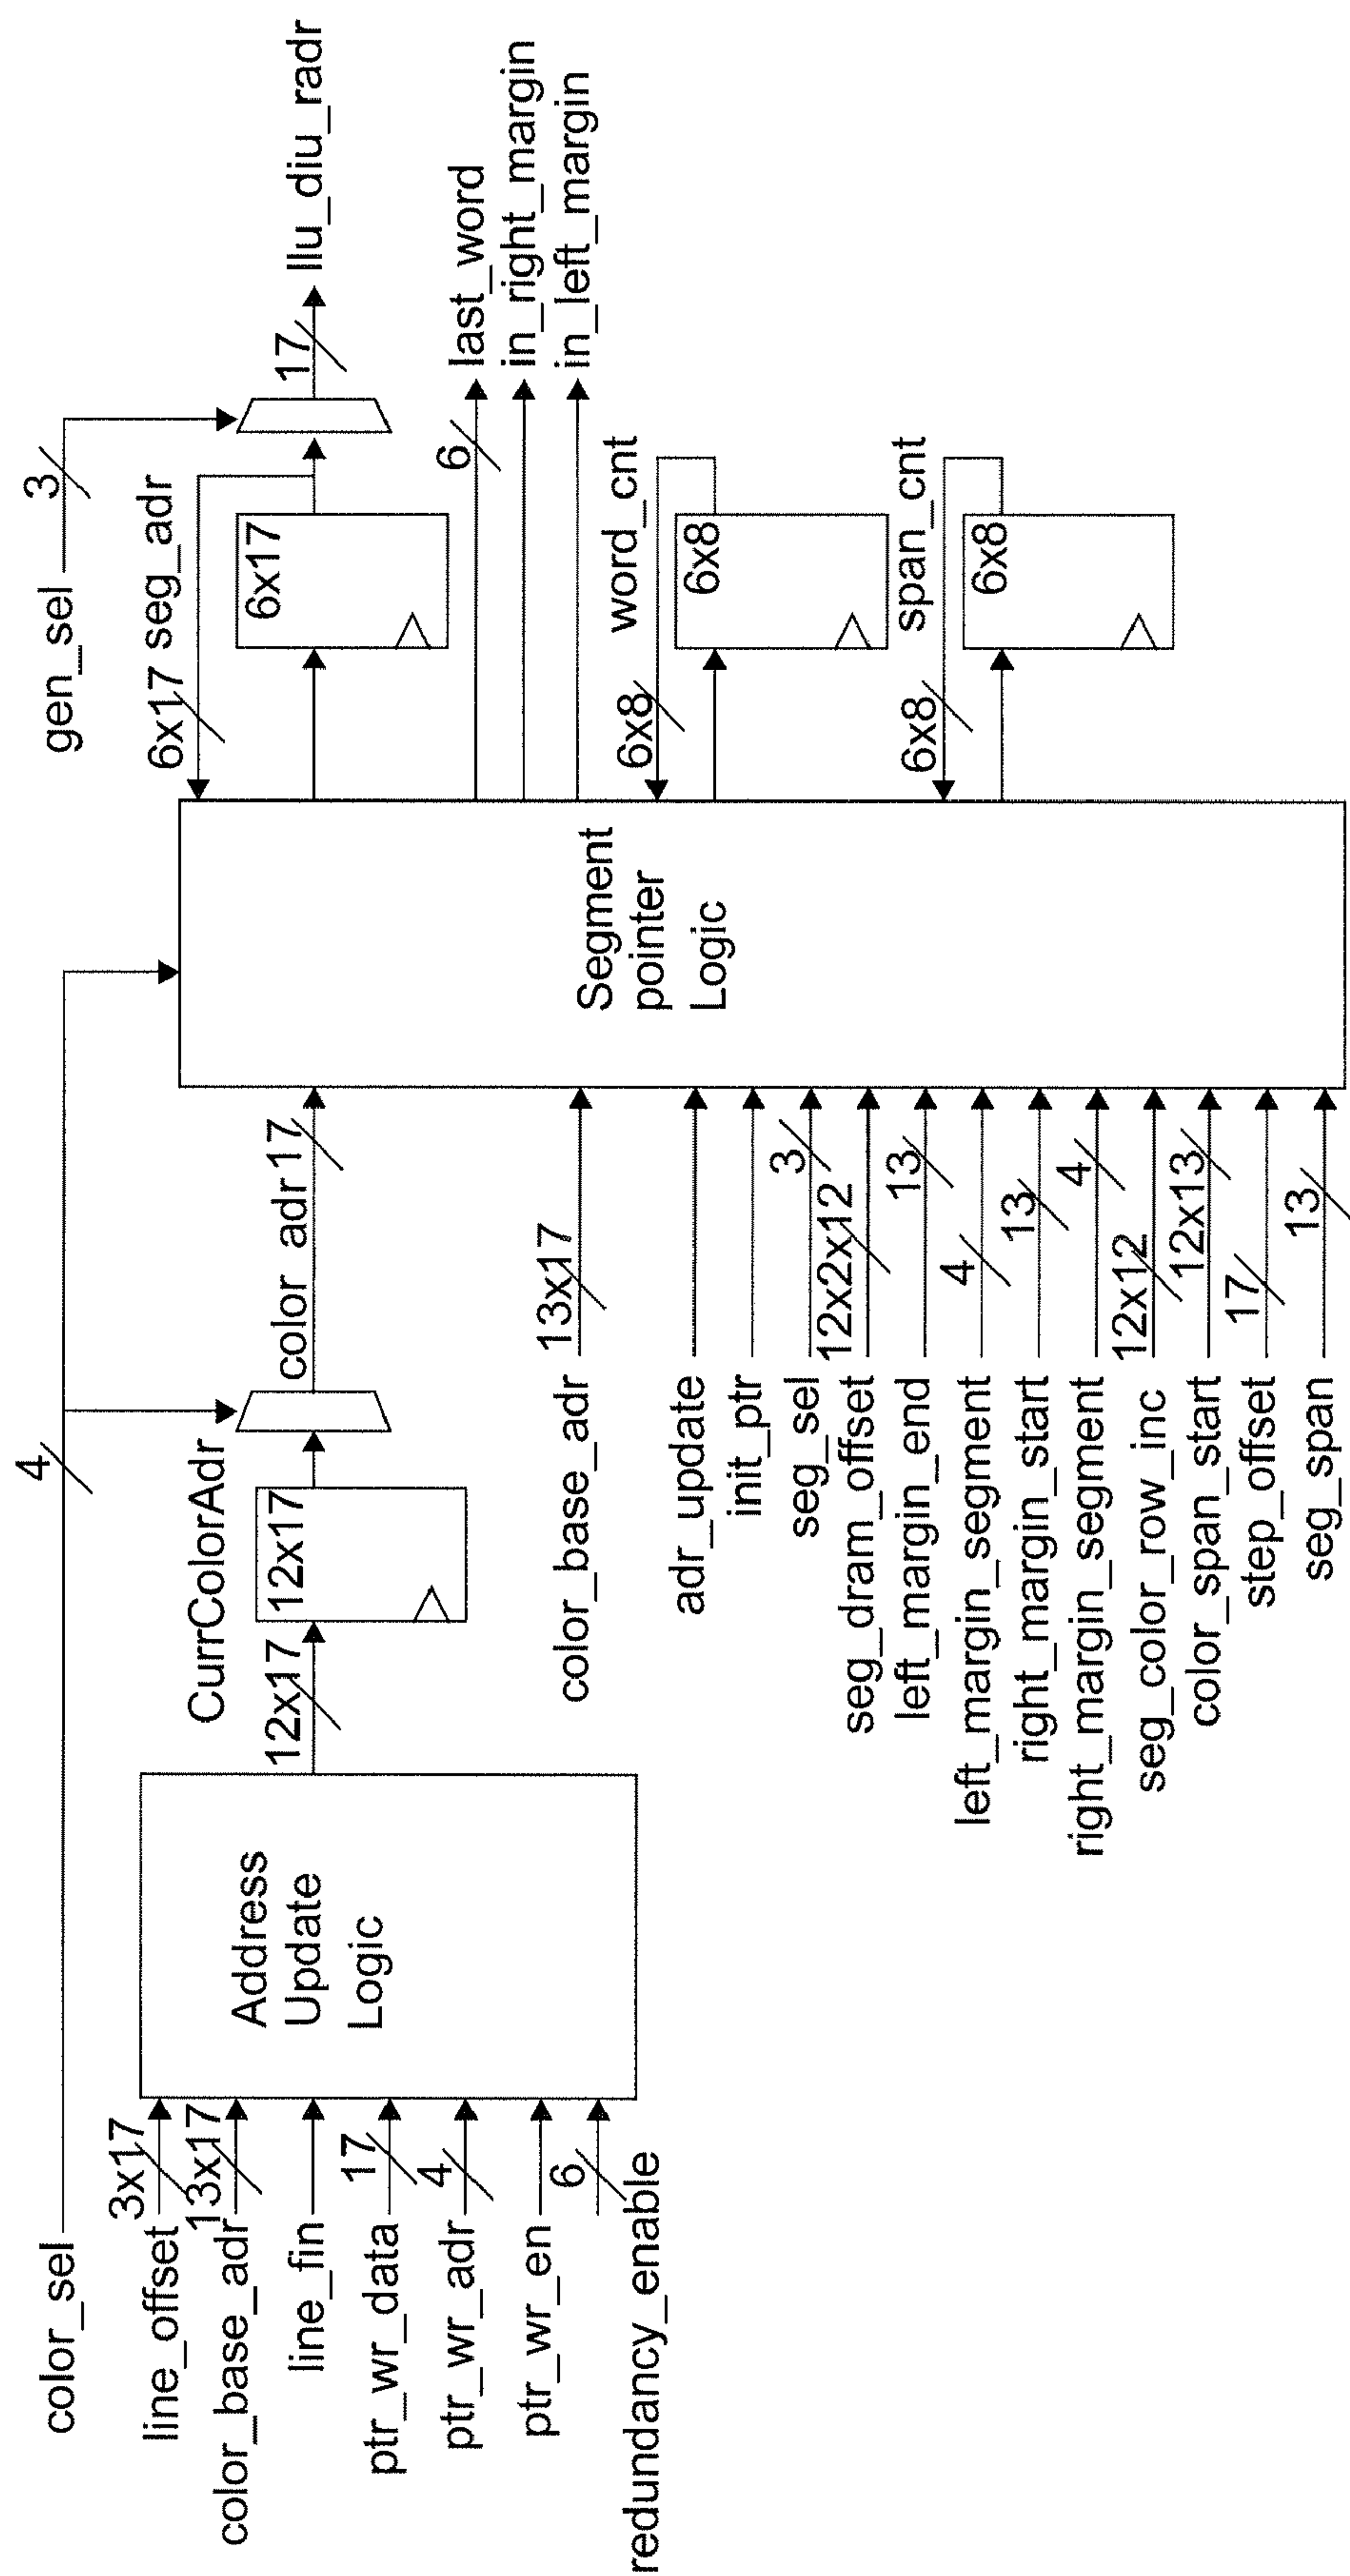 color_sel
4
line_offset
3x17
color_base_adr
13x17
line_fin
ptr_wr_data
17
ptr_wr_adr
4
ptr_wr_en
redundancy_enable
6
Address
Update
Logic
12x17
CurrColorAdr
12x17
color_adr
17
color_base_adr
13x17
adr_update
init_ptr
seg_sel
3
seg_dram_offset
12x2x12
left_margin_end
13
left_margin_segment
4
right_margin_start
13
right_margin_segment
4
seg_color_row_inc
12x12
color_span_start
12x13
step_offset
17
seg_span
13
Segment
pointer
Logic
gen_sel
3
6x17 seg_adr
6x17
17
llu_diu_radr
6
last_word
in_right_margin
in_left_margin
6x8
word_cnt
6x8
6x8
span_cnt
6x8